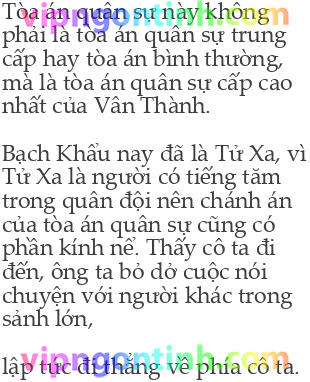 Tòa án quân sự này không
phải là tòa án quân sự trung
cấp hay tòa án bình thường,
mà là tòa án quân sự cấp cao
nhất của Vân Thành.
Bạch Khẩu nay đã là Tử Xa, vì
Tử Xa là người có tiếng tăm
trong quân đội nên chánh án
của tòa án quân sự cũng có
phần kính nể. Thấy cô ta đi
đến, ông ta bỏ dở cuộc nói
chuyện với người khác trong
sảnh lớn,
lập tức đi thẳng về phía cô ta.
vipngontinh.com
vipngontinh.com